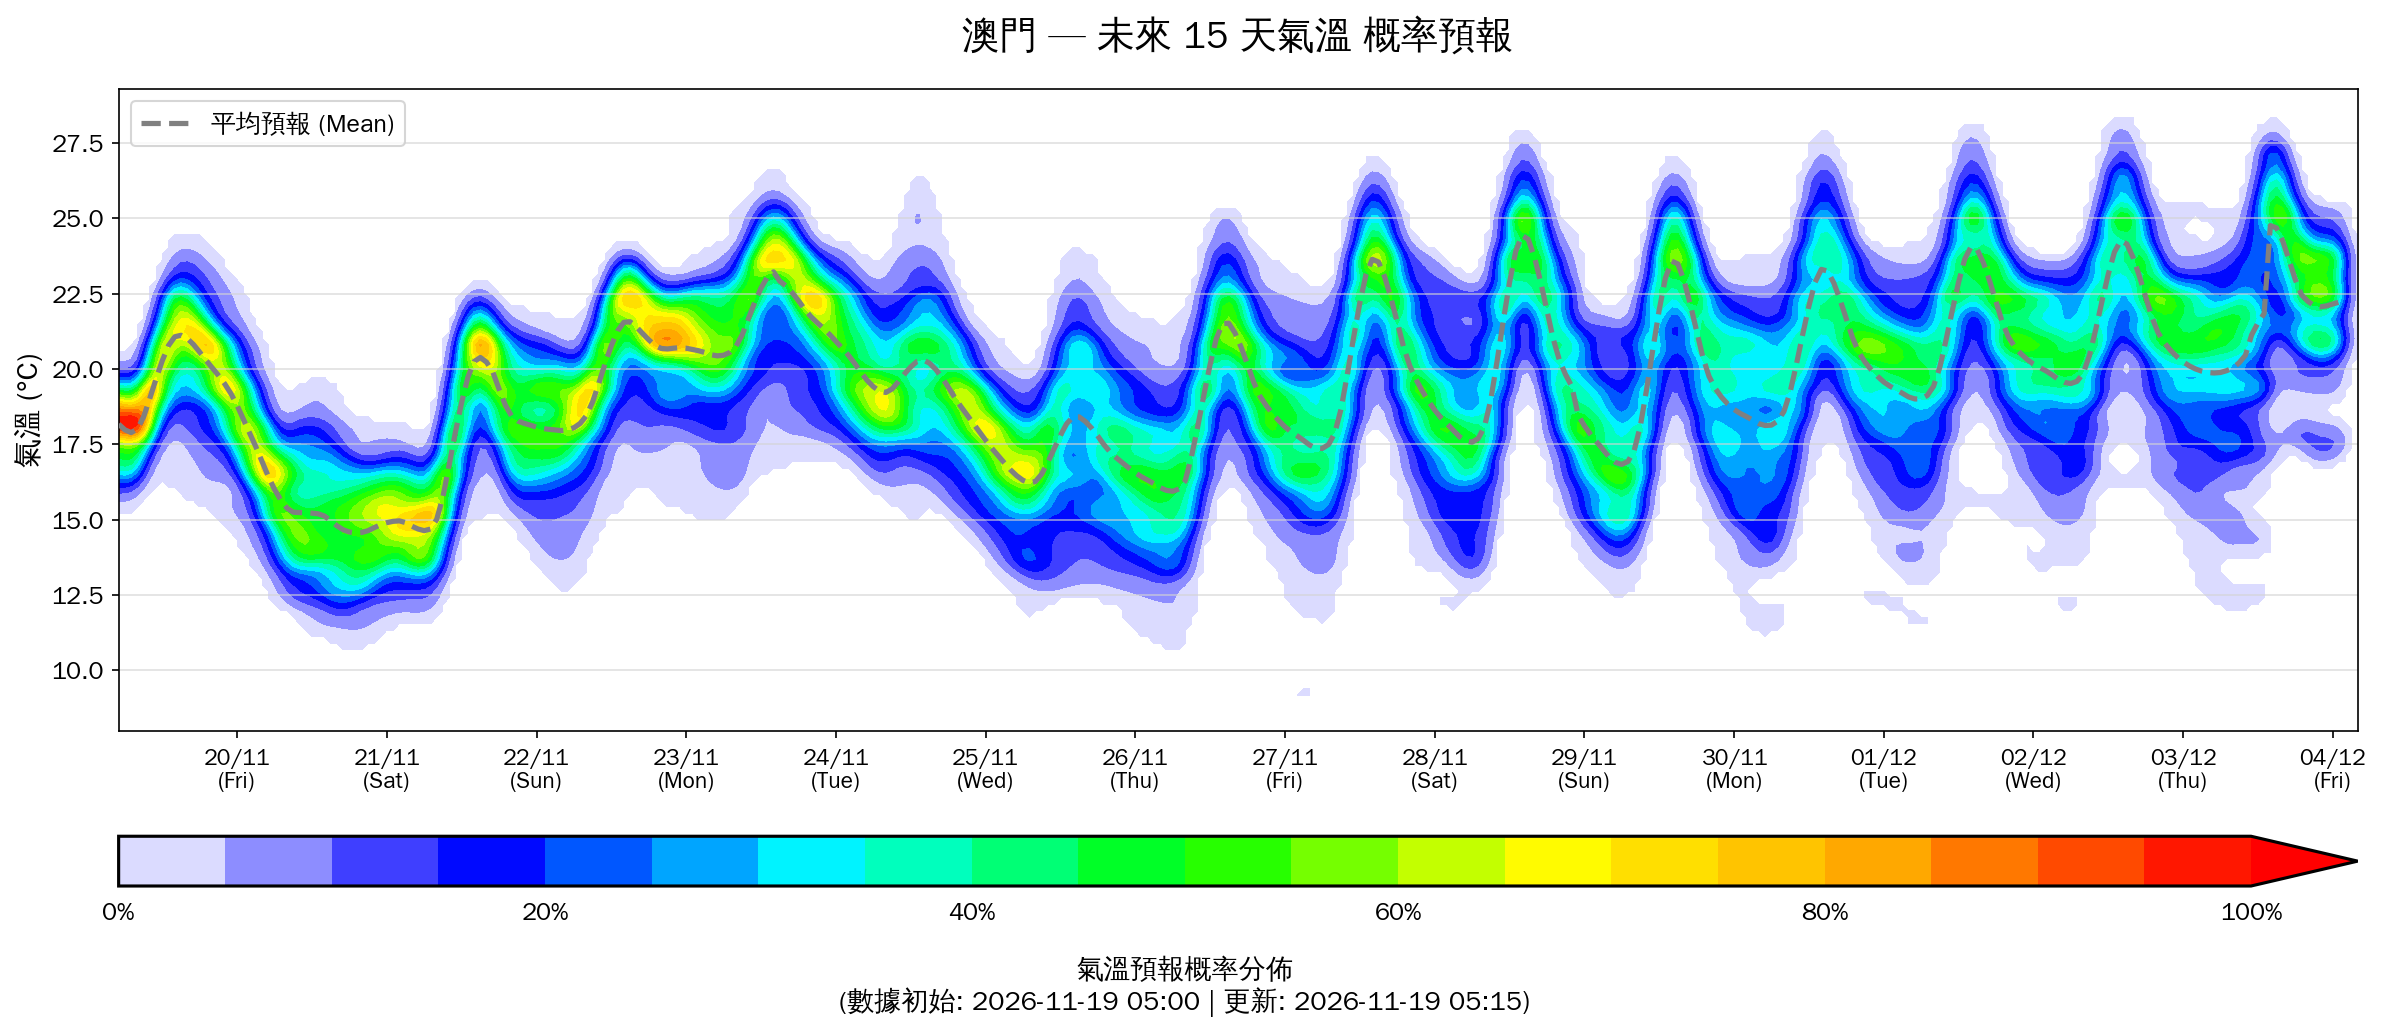 澳門 — 未來 15 天氣溫 概率預報
平均預報 (Mean)
氣溫 (°C)
27.5
25.0
22.5
20.0
17.5
15.0
12.5
10.0
20/11 21/11 22/11 23/11 24/11 25/11 26/11 27/11 28/11 29/11 30/11 01/12 02/12 03/12 04/12
(Fri) (Sat) (Sun) (Mon) (Tue) (Wed) (Thu) (Fri) (Sat) (Sun) (Mon) (Tue) (Wed) (Thu) (Fri)
0% 20% 40% 60% 80% 100%
氣溫預報概率分佈
(數據初始: 2026-11-19 05:00 | 更新: 2026-11-19 05:15)